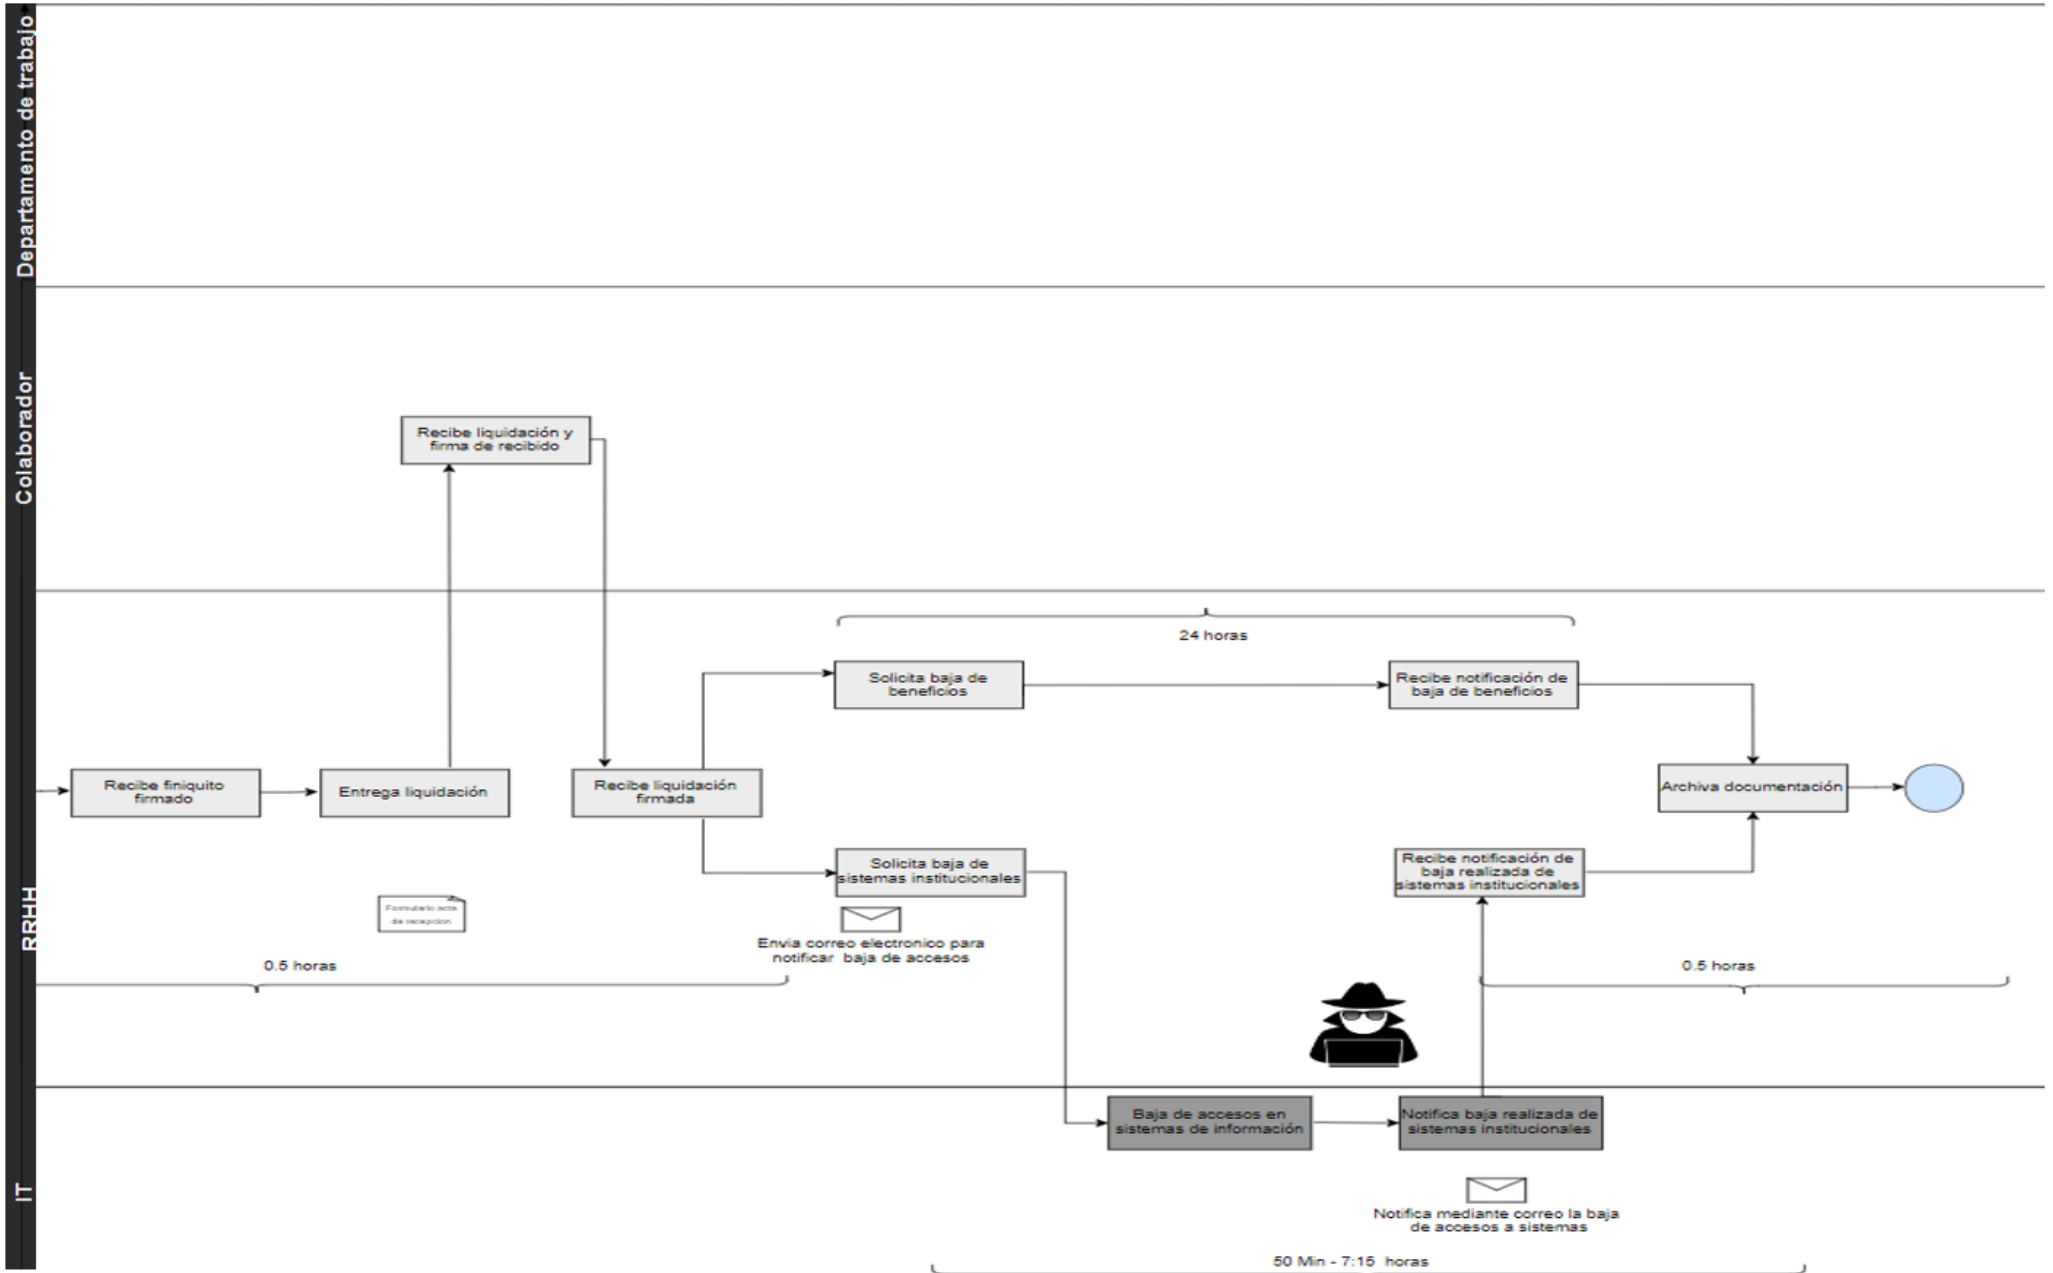 Departamento de trabajo
Colaborador
Recibe liquidación y
firma de recibido
RRHH
24 horas
Solicita baja de
beneficios
Recibe notificación de
baja de beneficios
Recibe finiquito
firmado
Entrega liquidación
Recibe liquidación
firmada
Archiva documentación
Solicita baja de
sistemas institucionales
Recibe notificación de
baja realizada de
sistemas institucionales
Formulario acta
de recepcion
Envia correo electronico para
notificar baja de accesos
0.5 horas
0.5 horas
IT
Baja de accesos en
sistemas de información
Notifica baja realizada de
sistemas institucionales
Notifica mediante correo la baja
de accesos a sistemas
50 Min - 7:15 horas